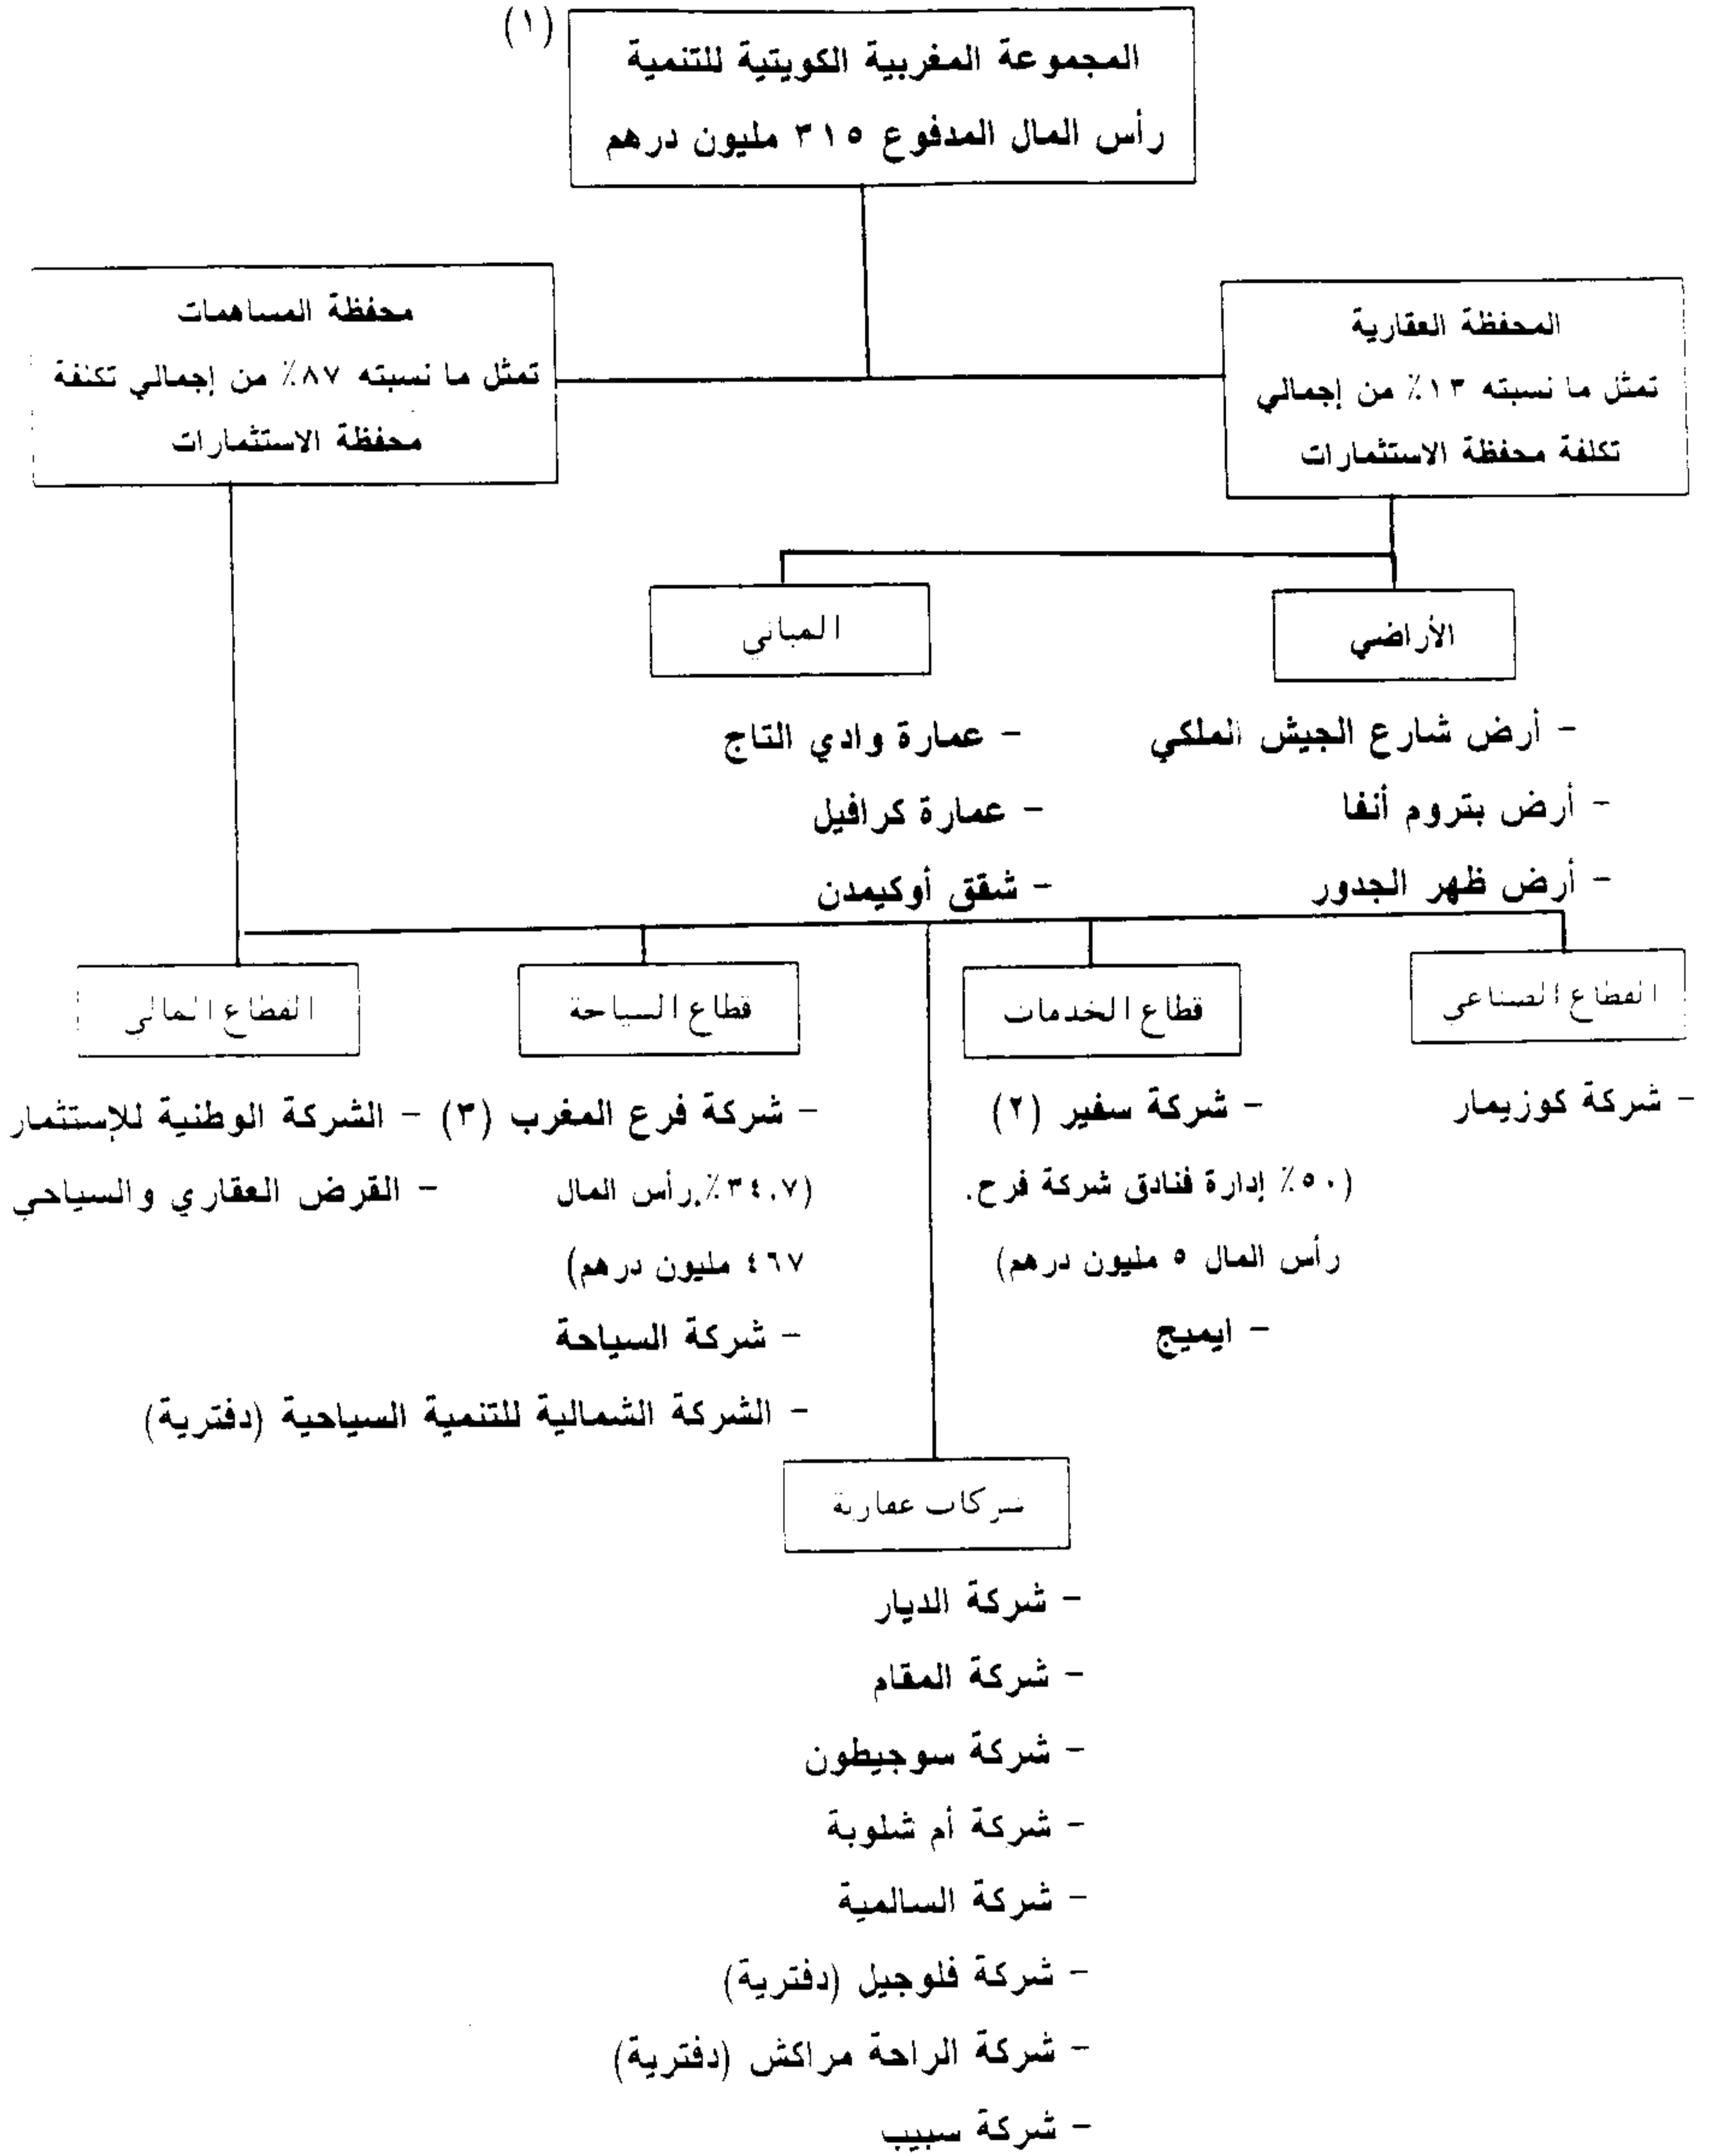 (١)
المجموعة المغربية الكويتية للتنمية
رأس المال المدفوع ٣١٥ مليون درهم
المحفظة العقارية
تمثل ما نسبته ١٣٪ من إجمالي
تكلفة محفظة الاستثمارات
محفظة المساهمات
تمثل ما نسبته ٨٧٪ من إجمالي تكلفة
محفظة الاستثمارات
الأراضي
- أرض شارع الجيش الملكي
- أرض بتروم أنفا
- أرض ظهر الجدور
المباني
- عمارة وادي التاج
- عمارة كرافيل
- شقق أوكيمدن
القطاع الصناعي
- شركة كوزيمار
قطاع الخدمات
- شركة سفير (٢)
(٥٠٪ إدارة فنادق شركة فرح.
رأس المال ٥ مليون درهم)
- ايميج
قطاع السياحة
- شركة فرع المغرب (٣)
(٣٤.٧٪ رأس المال
٤٦٧ مليون درهم)
- شركة السياحة
- الشركة الشمالية للتنمية السياحية (دفترية)
القطاع المالي
- الشركة الوطنية للإستثمار
- القرض العقاري والسياحي
شركات عقارية
- شركة الديار
- شركة المقام
- شركة سوجيطون
- شركة أم شلوبة
- شركة السالمية
- شركة فلوجيل (دفترية)
- شركة الراحة مراكش (دفترية)
- شركة سبيب